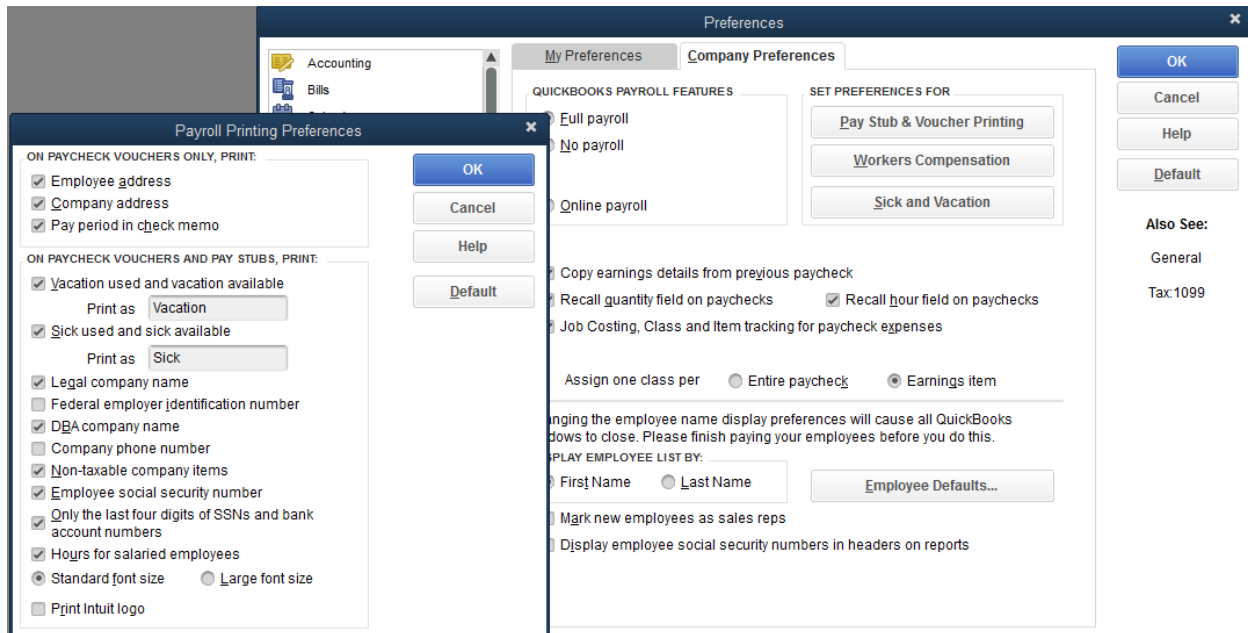 Preferences
Accounting
Bills
My Preferences
Company Preferences
QUICKBOOKS PAYROLL FEATURES
Full payroll
No payroll
Online payroll
SET PREFERENCES FOR
Pay Stub & Voucher Printing
Workers Compensation
Sick and Vacation
Copy earnings details from previous paycheck
Recall quantity field on paychecks
Recall hour field on paychecks
Job Costing, Class and Item tracking for paycheck expenses
Assign one class per
Entire paycheck
Earnings item
anging the employee name display preferences will cause all QuickBooks
dows to close. Please finish paying your employees before you do this.
SPLAY EMPLOYEE LIST BY:
First Name
Last Name
Employee Defaults...
Mark new employees as sales reps
Display employee social security numbers in headers on reports
OK
Cancel
Help
Default
Also See:
General
Tax:1099
Payroll Printing Preferences
ON PAYCHECK VOUCHERS ONLY, PRINT:
Employee address
Company address
Pay period in check memo
ON PAYCHECK VOUCHERS AND PAY STUBS, PRINT:
Vacation used and vacation available
Print as Vacation
Sick used and sick available
Print as Sick
Legal company name
Federal employer identification number
DBA company name
Company phone number
Non-taxable company items
Employee social security number
Only the last four digits of SSNs and bank
account numbers
Hours for salaried employees
Standard font size
Large font size
Print Intuit logo
OK
Cancel
Help
Default